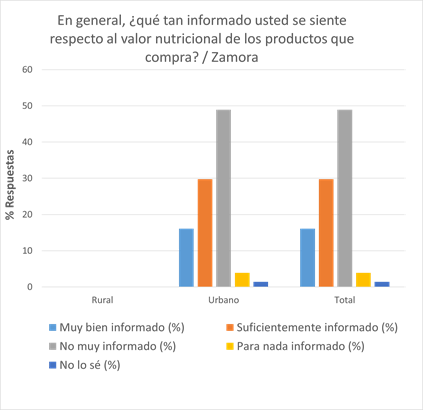 En general, ¿qué tan informado usted se siente
respecto al valor nutricional de los productos que
compra? / Zamora
60
50
40
30
20
10
0
% Respuestas
Rural Urbano Total
Muy bien informado (%) Suficientemente informado (%)
No muy informado (%) Para nada informado (%)
No lo sé (%)